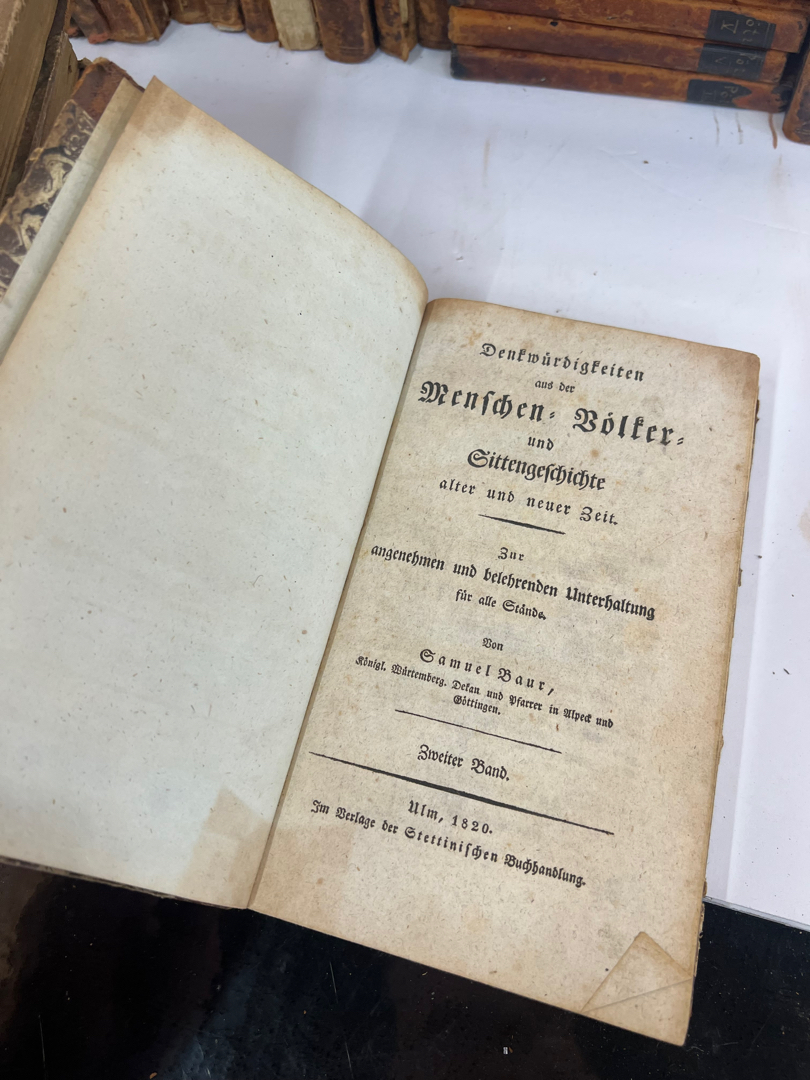 Denkwürdigkeiten
aus der
Menschen- Völker-
und
Sittengeschichte
alter und neuer Zeit.
Zur
angenehmen und belehrenden Unterhaltung
für alle Stände.
Von
Samuel Baur,
Königl. Würtemberg. Dekan und Pfarrer in Alpeck und
Göttingen.
Zweiter Band.
Ulm, 1820.
Im Verlage der Stettinischen Buchhandlung.